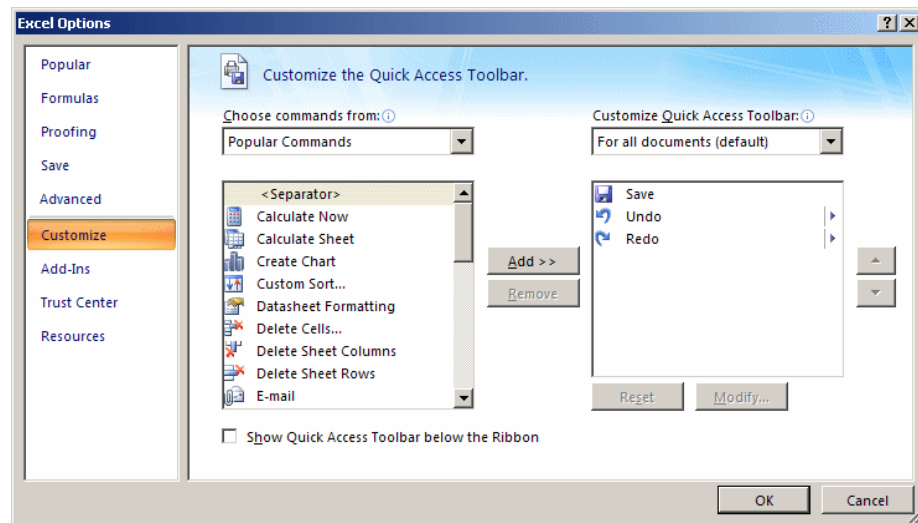 Excel Options
Popular
Formulas
Proofing
Save
Advanced
Customize
Add-Ins
Trust Center
Resources
Customize the Quick Access Toolbar.
Choose commands from:
Popular Commands
<Separator>
Calculate Now
Calculate Sheet
Create Chart
Custom Sort...
Datasheet Formatting
Delete Cells...
Delete Sheet Columns
Delete Sheet Rows
E-mail
Show Quick Access Toolbar below the Ribbon
Add >>
Remove
Customize Quick Access Toolbar:
For all documents (default)
Save
Undo
Redo
Reset
Modify...
OK
Cancel